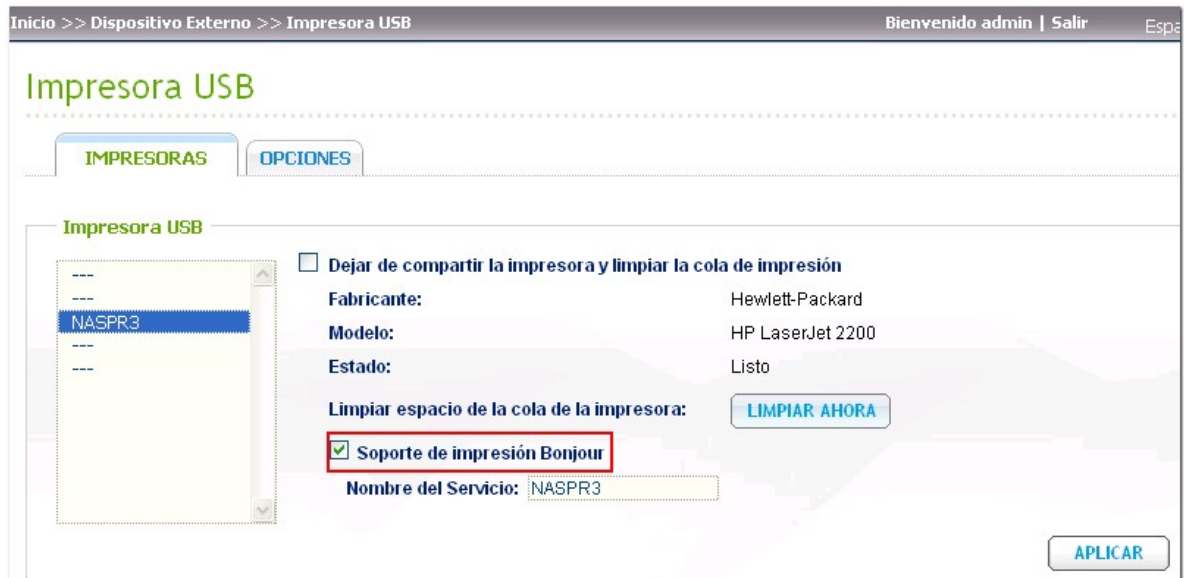 Inicio >> Dispositivo Externo >> Impresora USB
Bienvenido admin | Salir
Impresora USB
IMPRESORAS
OPCIONES
Impresora USB
---
---
NASPR3
---
---
Dejar de compartir la impresora y limpiar la cola de impresión
Fabricante: Hewlett-Packard
Modelo: HP LaserJet 2200
Estado: Listo
Limpiar espacio de la cola de la impresora: LIMPIAR AHORA
Soporte de impresión Bonjour
Nombre del Servicio: NASPR3
APLICAR